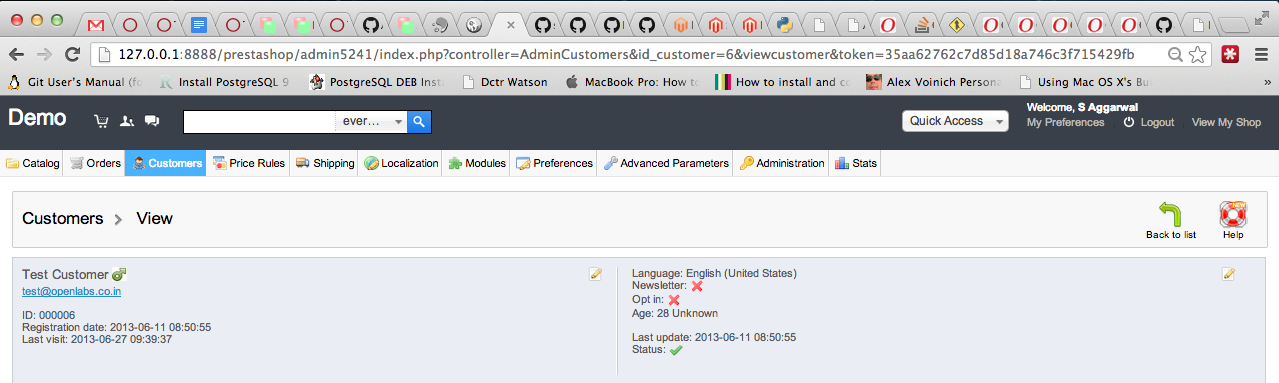 127.0.0.1:8888/prestashop/admin5241/index.php?controller=AdminCustomers&id_customer=6&viewcustomer&token=35aa62762c7d85d18a746c3f715429fb
Git User's Manual (fo
Install PostgreSQL 9
PostgreSQL DEB Inst
Dctr Watson
MacBook Pro: How to
How to install and co
Alex Voinich Persona
Using Mac OS X's Bu
»
Demo
ever...
Quick Access
Welcome, S Aggarwal
My Preferences
Logout
View My Shop
Catalog
Orders
Customers
Price Rules
Shipping
Localization
Modules
Preferences
Advanced Parameters
Administration
Stats
Customers > View
Back to list
NEW
Help
Test Customer
test@openlabs.co.in
ID: 000006
Registration date: 2013-06-11 08:50:55
Last visit: 2013-06-27 09:39:37
Language: English (United States)
Newsletter:
Opt in:
Age: 28 Unknown
Last update: 2013-06-11 08:50:55
Status: